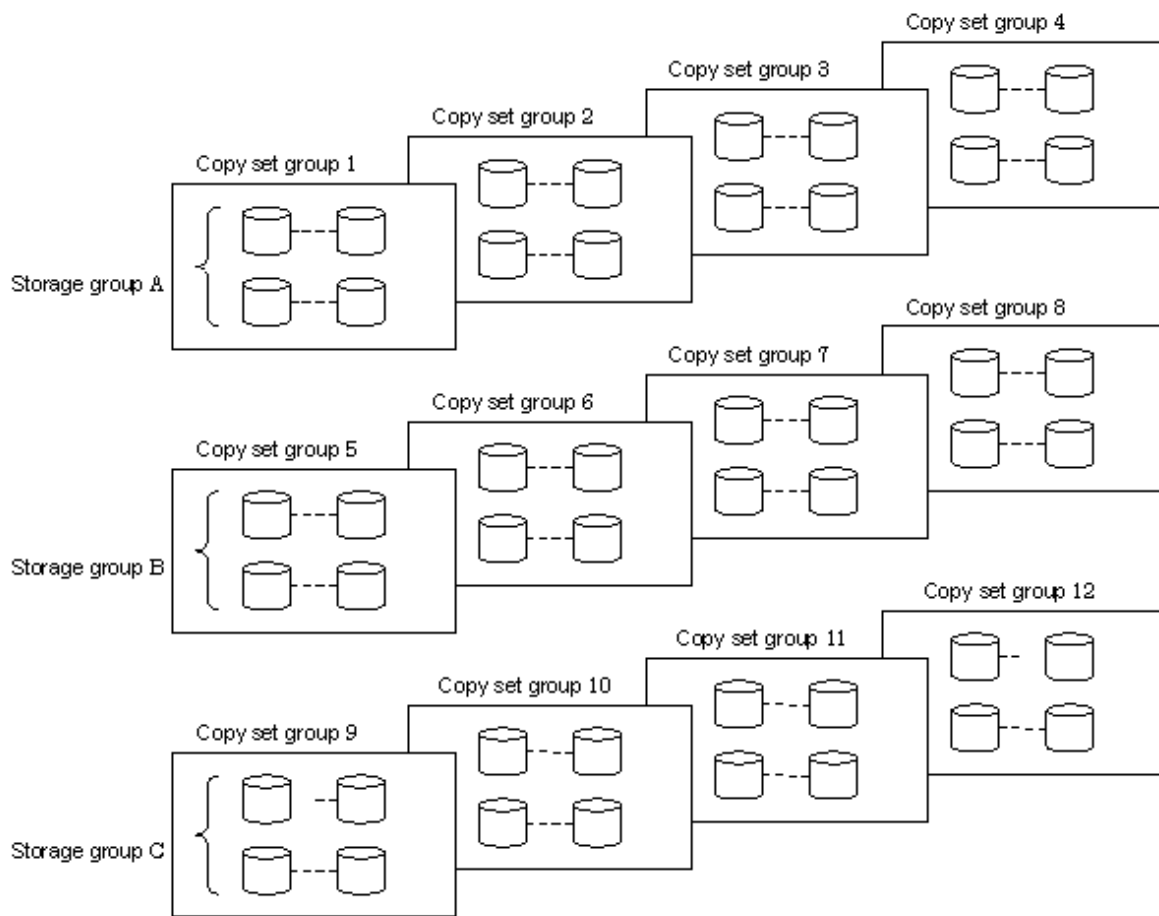 Copy set group 4
Copy set group 3
Copy set group 2
Copy set group 1
Storage group A
Copy set group 8
Copy set group 7
Copy set group 6
Copy set group 5
Storage group B
Copy set group 12
Copy set group 11
Copy set group 10
Copy set group 9
Storage group C